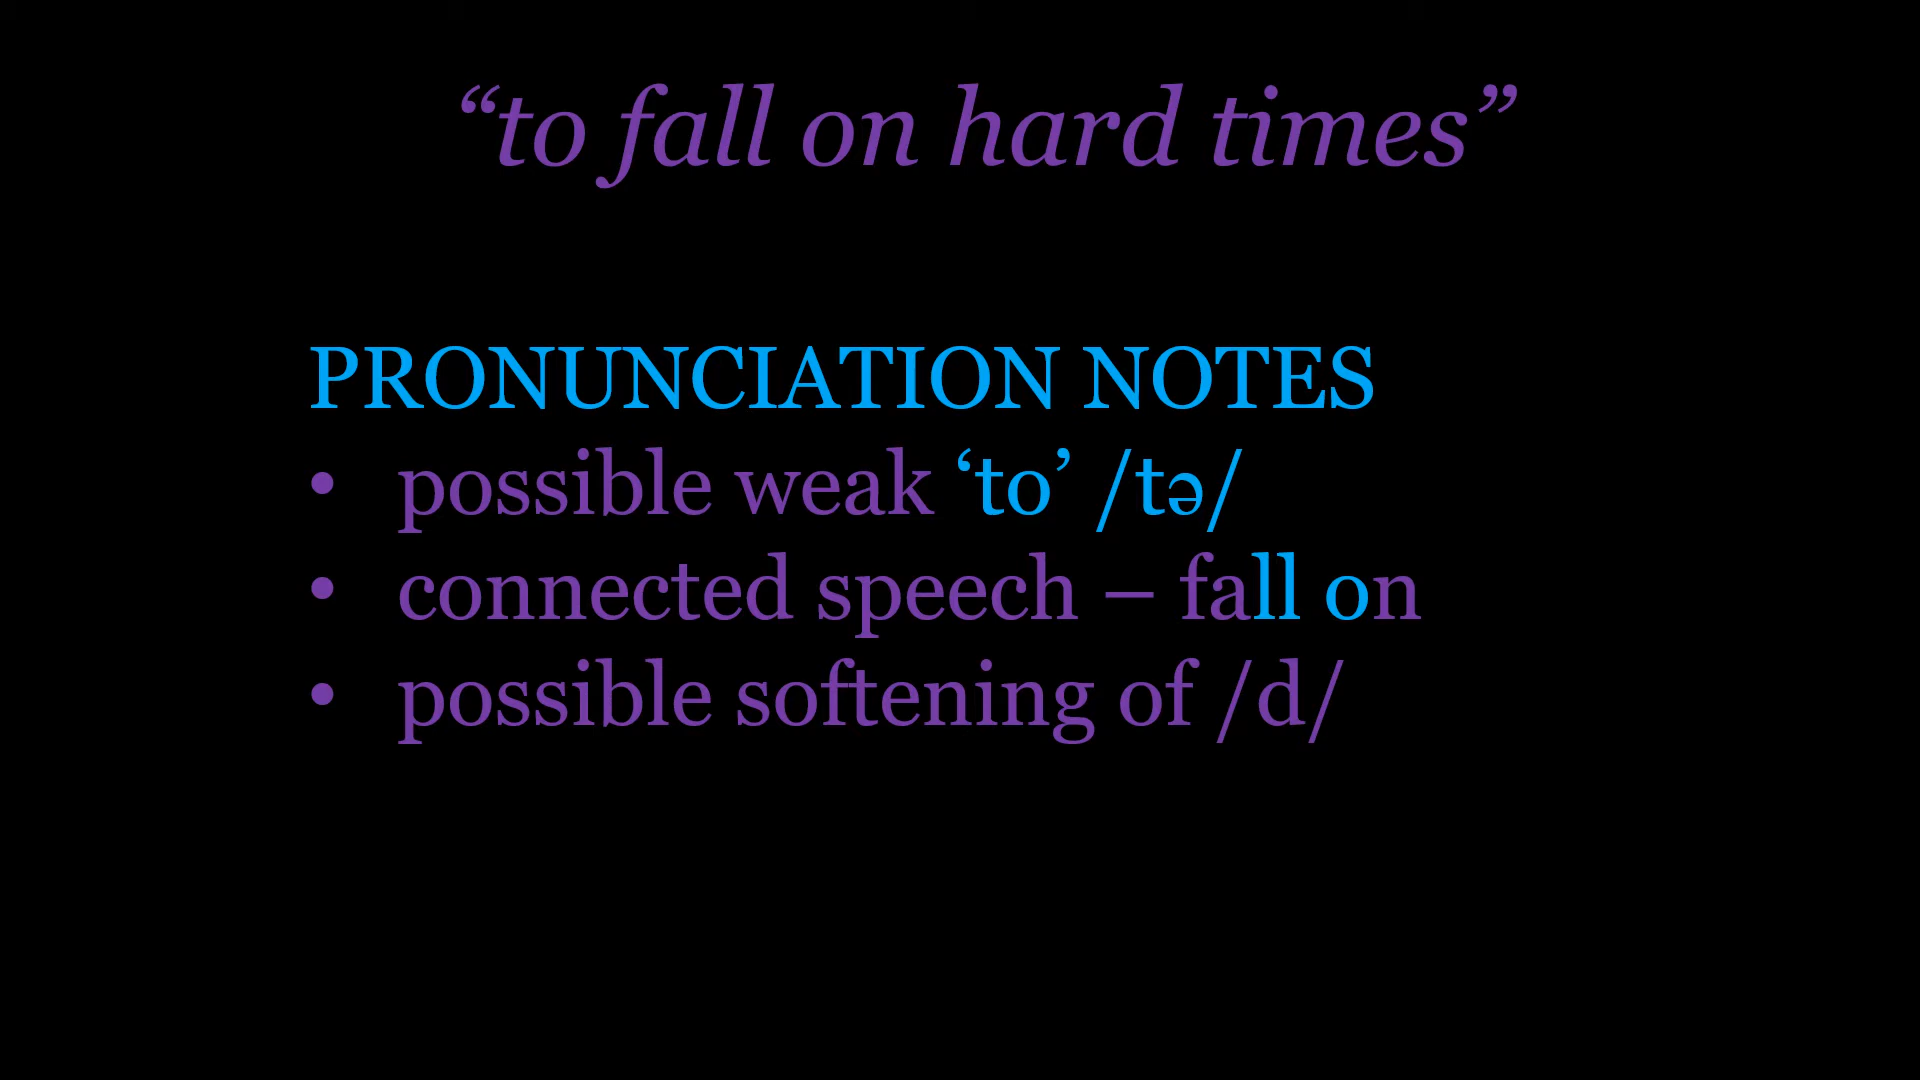 “to fall on hard times”
PRONUNCIATION NOTES
• possible weak ‘to’ /tə/
• connected speech – fall on
• possible softening of /d/